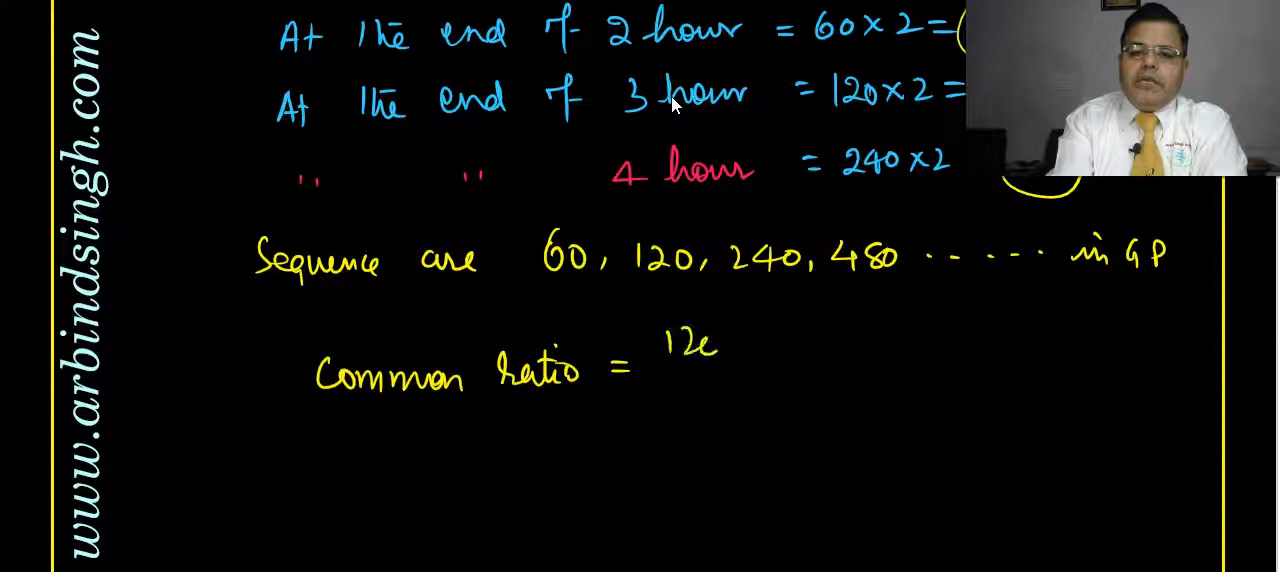 At the end of 2 hour = 60 × 2 =
At the end of 3 hour = 120 × 2 =
" " 4 hour = 240 × 2
Sequence are 60, 120, 240, 480 ...... in GP
Common ratio = 12
www.arbindsingh.com